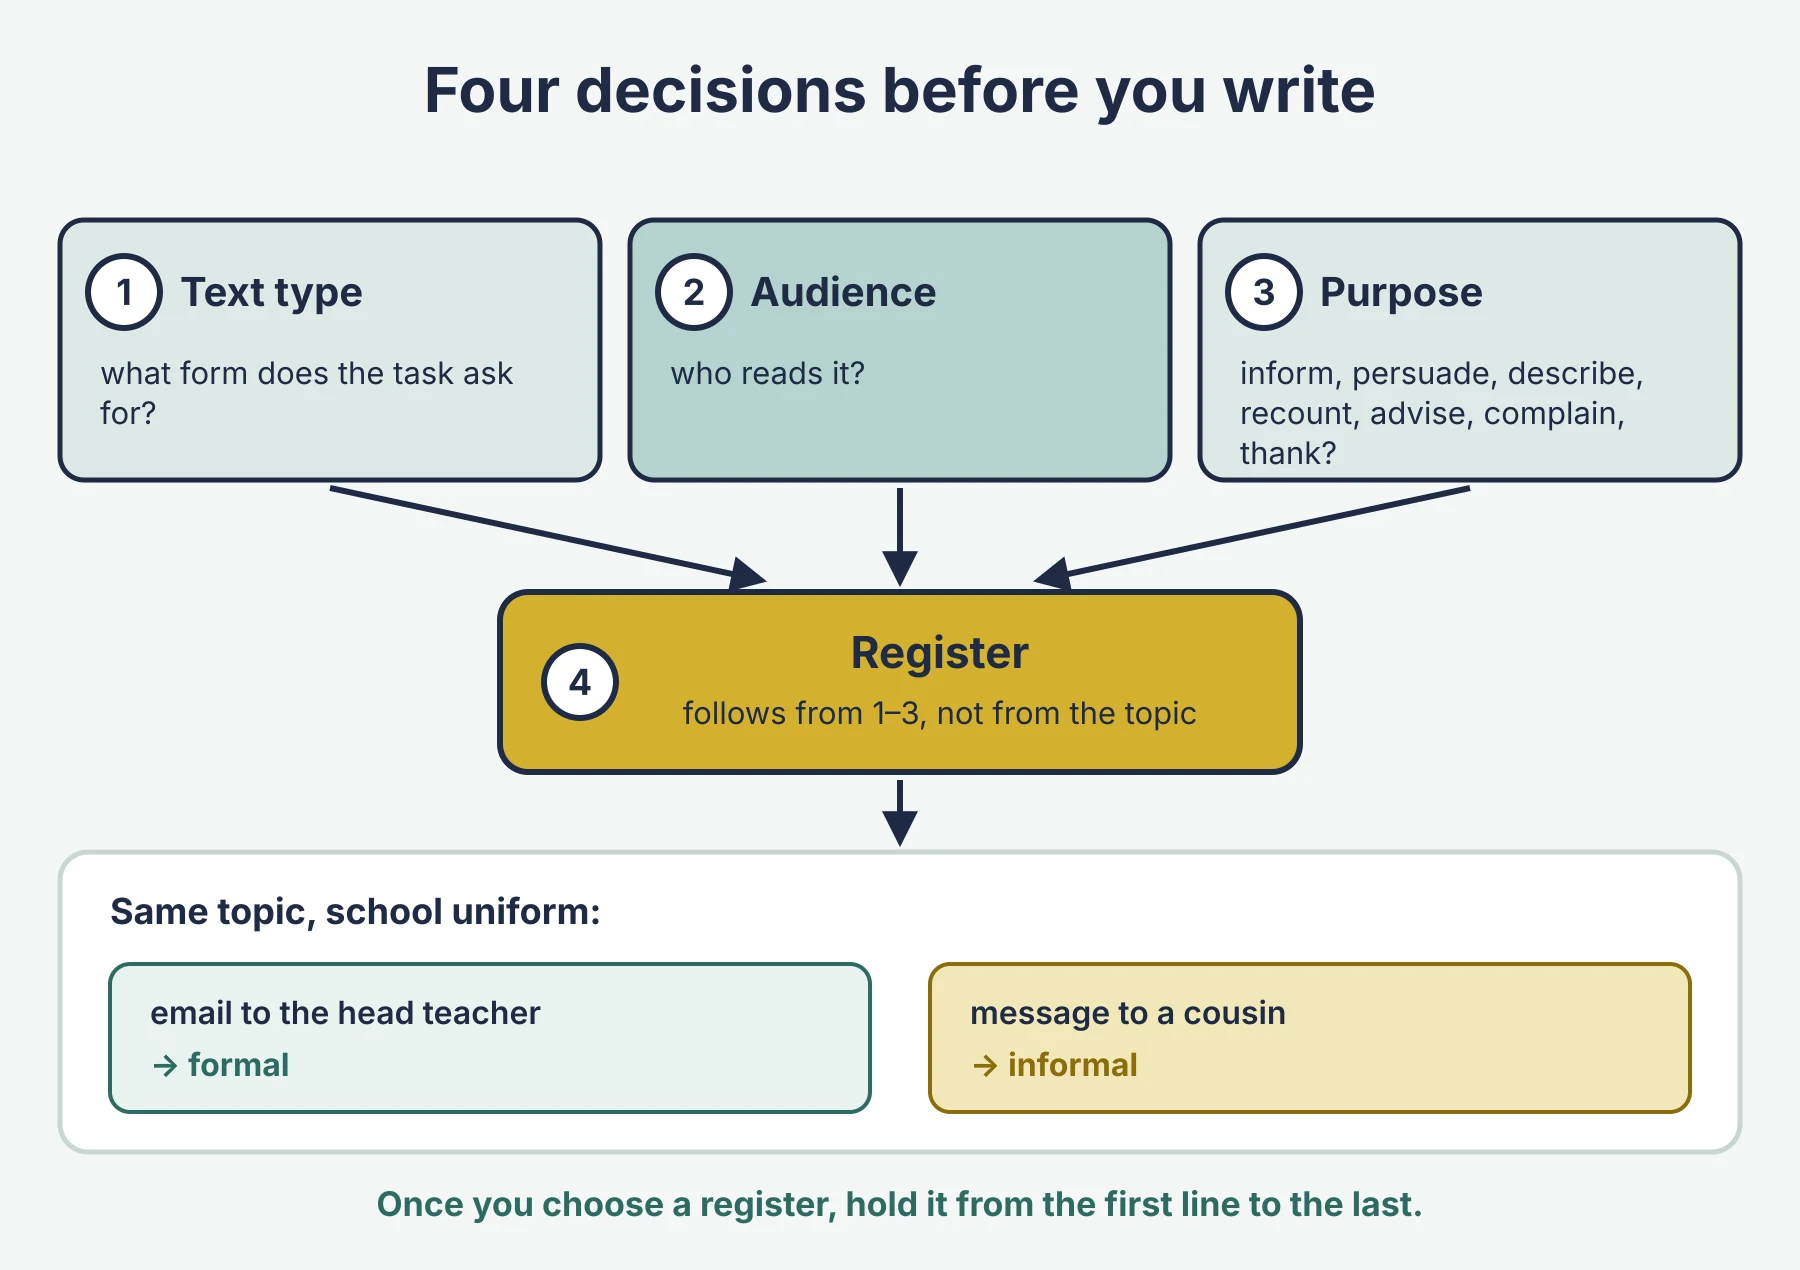 Four decisions before you write
1 Text type
what form does the task ask
for?
2 Audience
who reads it?
3 Purpose
inform, persuade, describe,
recount, advise, complain,
thank?
4
Register
follows from 1–3, not from the topic
Same topic, school uniform:
email to the head teacher
→ formal
message to a cousin
→ informal
Once you choose a register, hold it from the first line to the last.